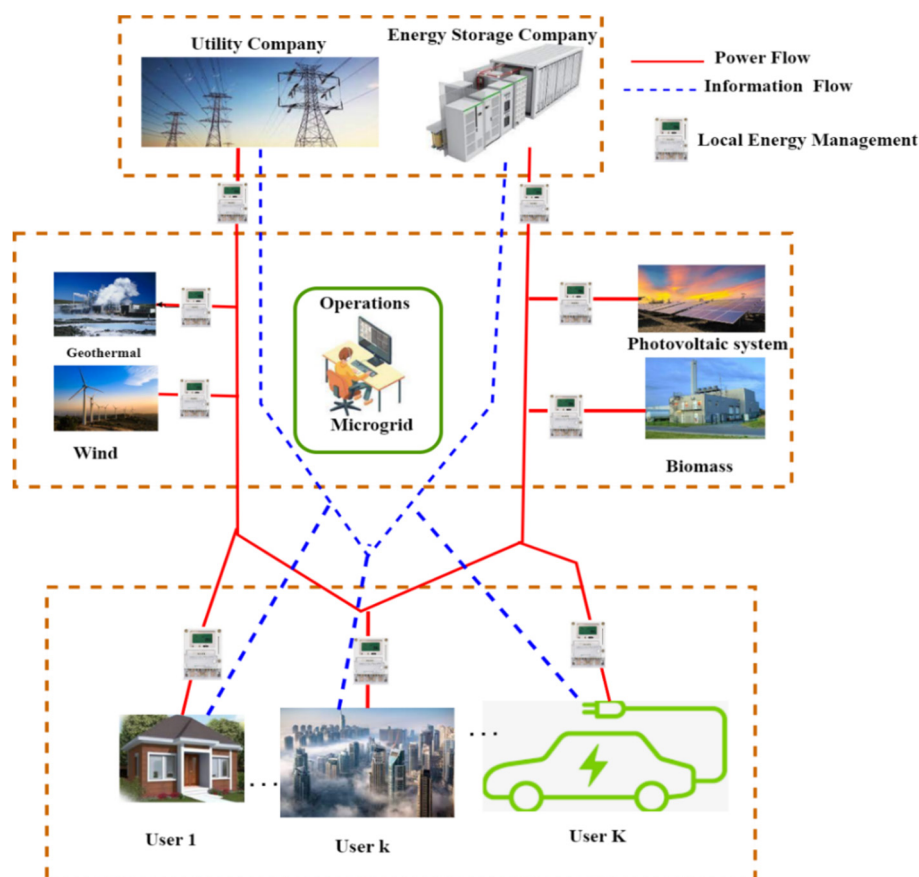 Utility Company
Energy Storage Company
Power Flow
Information Flow
Local Energy Management
Operations
Microgrid
Geothermal
Wind
Photovoltaic system
Biomass
...
...
User 1
User k
User K